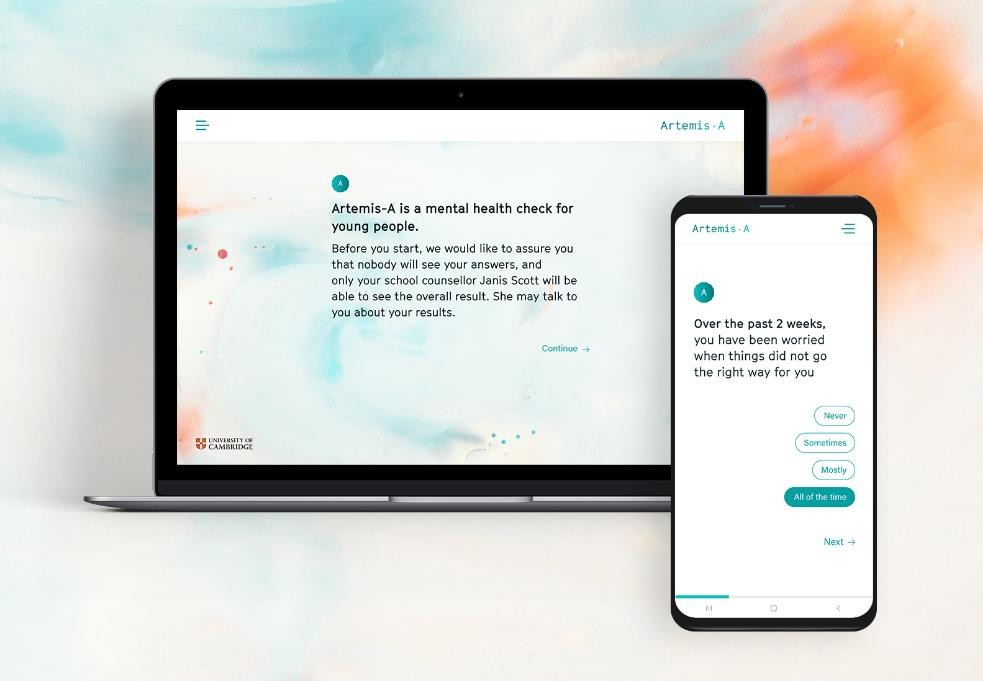 Artemis·A
A
Artemis-A is a mental health check for
young people.
Before you start, we would like to assure you
that nobody will see your answers, and
only your school counsellor Janis Scott will be
able to see the overall result. She may talk to
you about your results.
Continue →
UNIVERSITY OF
CAMBRIDGE
Artemis·A
A
Over the past 2 weeks,
you have been worried
when things did not go
the right way for you
Never
Sometimes
Mostly
All of the time
Next →